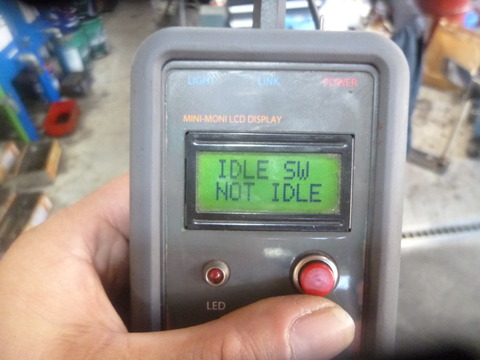 LIGHT LINK POWER
MINI-MONI LCD DISPLAY
IDLE SW
NOT IDLE
LED